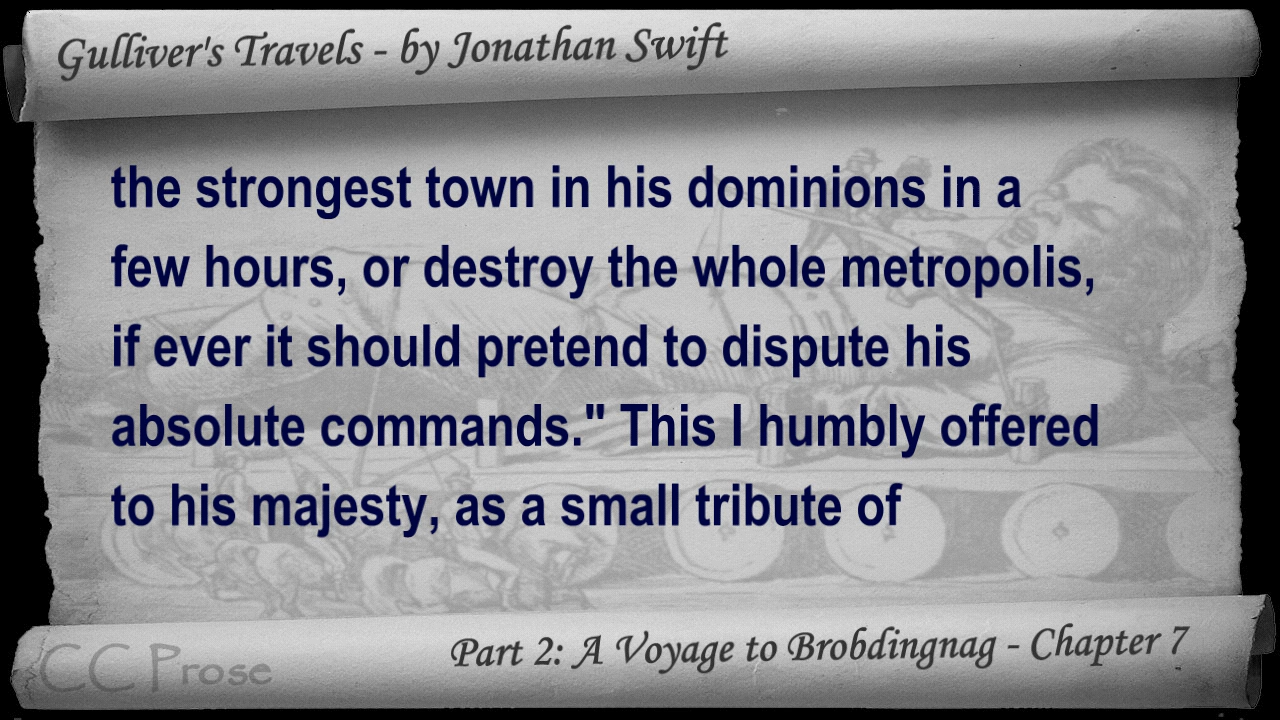 Gulliver's Travels - by Jonathan Swift
the strongest town in his dominions in a
few hours, or destroy the whole metropolis,
if ever it should pretend to dispute his
absolute commands." This I humbly offered
to his majesty, as a small tribute of
Part 2: A Voyage to Brobdingnag - Chapter 7
CC Prose